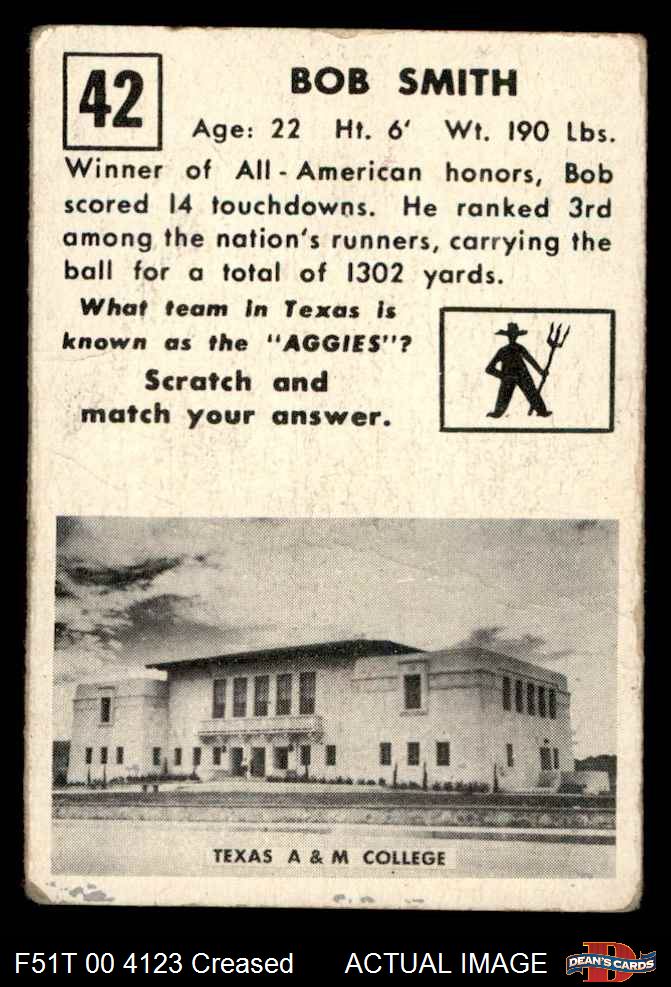 42
BOB SMITH
Age: 22 Ht. 6' Wt. 190 Lbs.
Winner of All-American honors, Bob
scored 14 touchdowns. He ranked 3rd
among the nation's runners, carrying the
ball for a total of 1302 yards.
What team in Texas is
known as the "AGGIES"?
Scratch and
match your answer.
TEXAS A & M COLLEGE
F51T 00 4123 Creased
ACTUAL IMAGE
DEAN'S CARDS